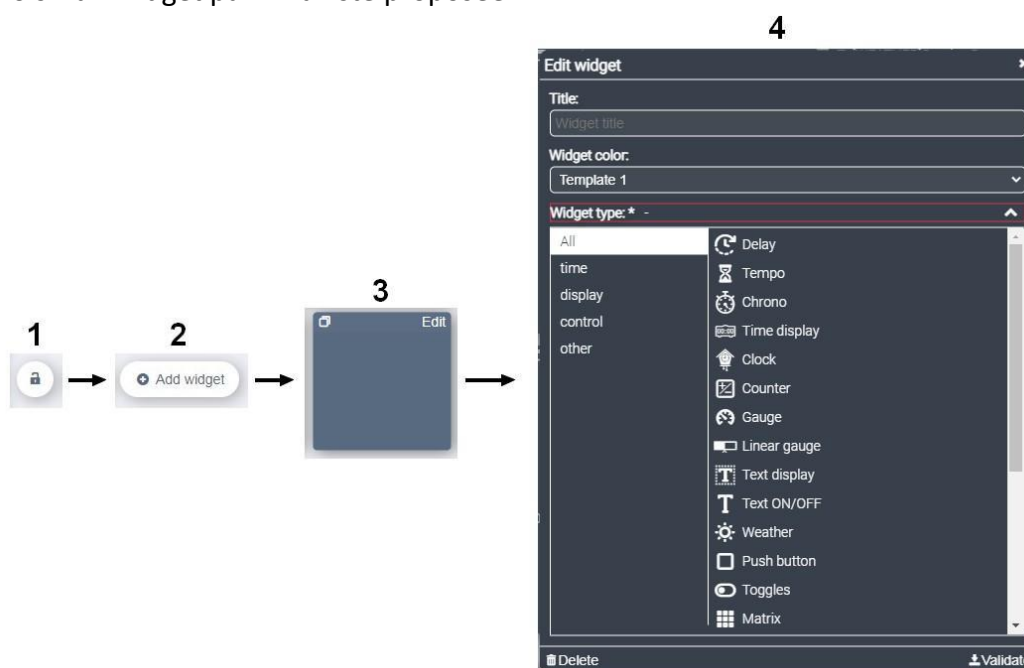 4
Edit widget
Title:
Widget title
Widget color:
Template 1
Widget type: * -
All
time
display
control
other
Delay
Tempo
Chrono
Time display
Clock
Counter
Gauge
Linear gauge
Text display
Text ON/OFF
Weather
Push button
Toggles
Matrix
Delete
1
2
Add widget
3
Edit